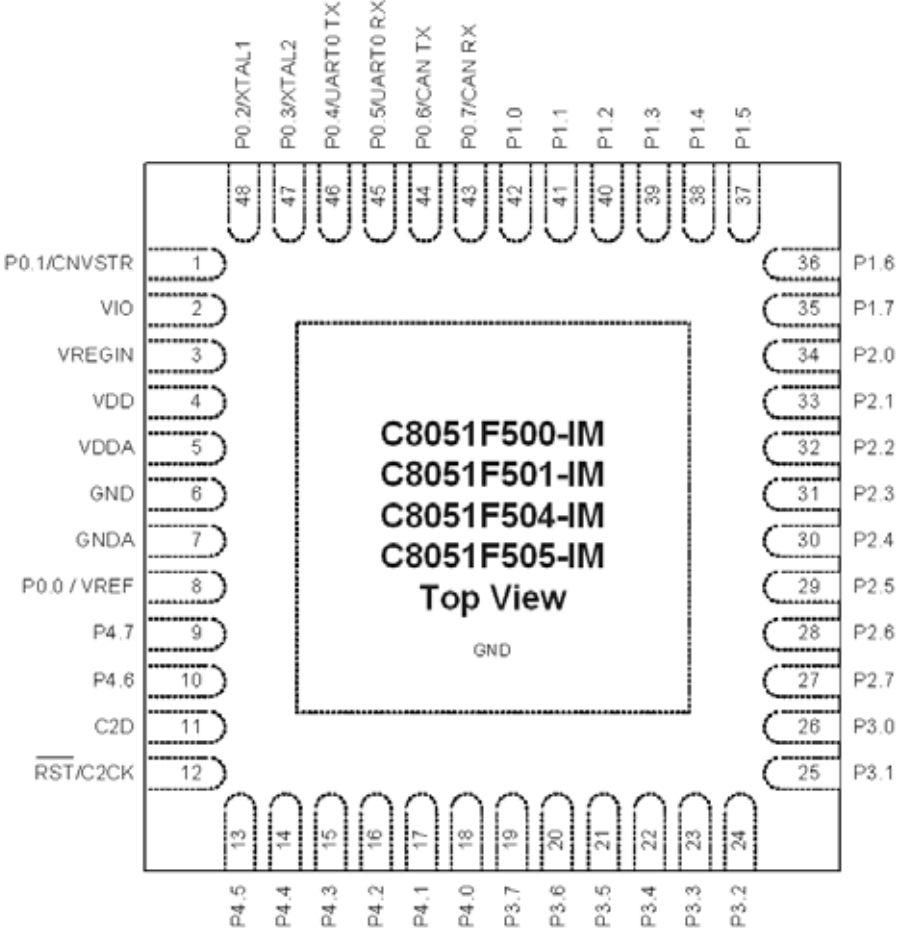 P0.2/XTAL1
P0.3/XTAL2
P0.4/UART0 TX
P0.5/UART0 RX
P0.6/CAN TX
P0.7/CAN RX
P1.0
P1.1
P1.2
P1.3
P1.4
P1.5
48
47
46
45
44
43
42
41
40
39
38
37
P0.1/CNVSTR 1
VIO 2
VREGIN 3
VDD 4
VDDA 5
GND 6
GNDA 7
P0.0 / VREF 8
P4.7 9
P4.6 10
C2D 11
RST/C2CK 12
C8051F500-IM
C8051F501-IM
C8051F504-IM
C8051F505-IM
Top View
GND
36 P1.6
35 P1.7
34 P2.0
33 P2.1
32 P2.2
31 P2.3
30 P2.4
29 P2.5
28 P2.6
27 P2.7
26 P3.0
25 P3.1
13
14
15
16
17
18
19
20
21
22
23
24
P4.5
P4.4
P4.3
P4.2
P4.1
P4.0
P3.7
P3.6
P3.5
P3.4
P3.3
P3.2